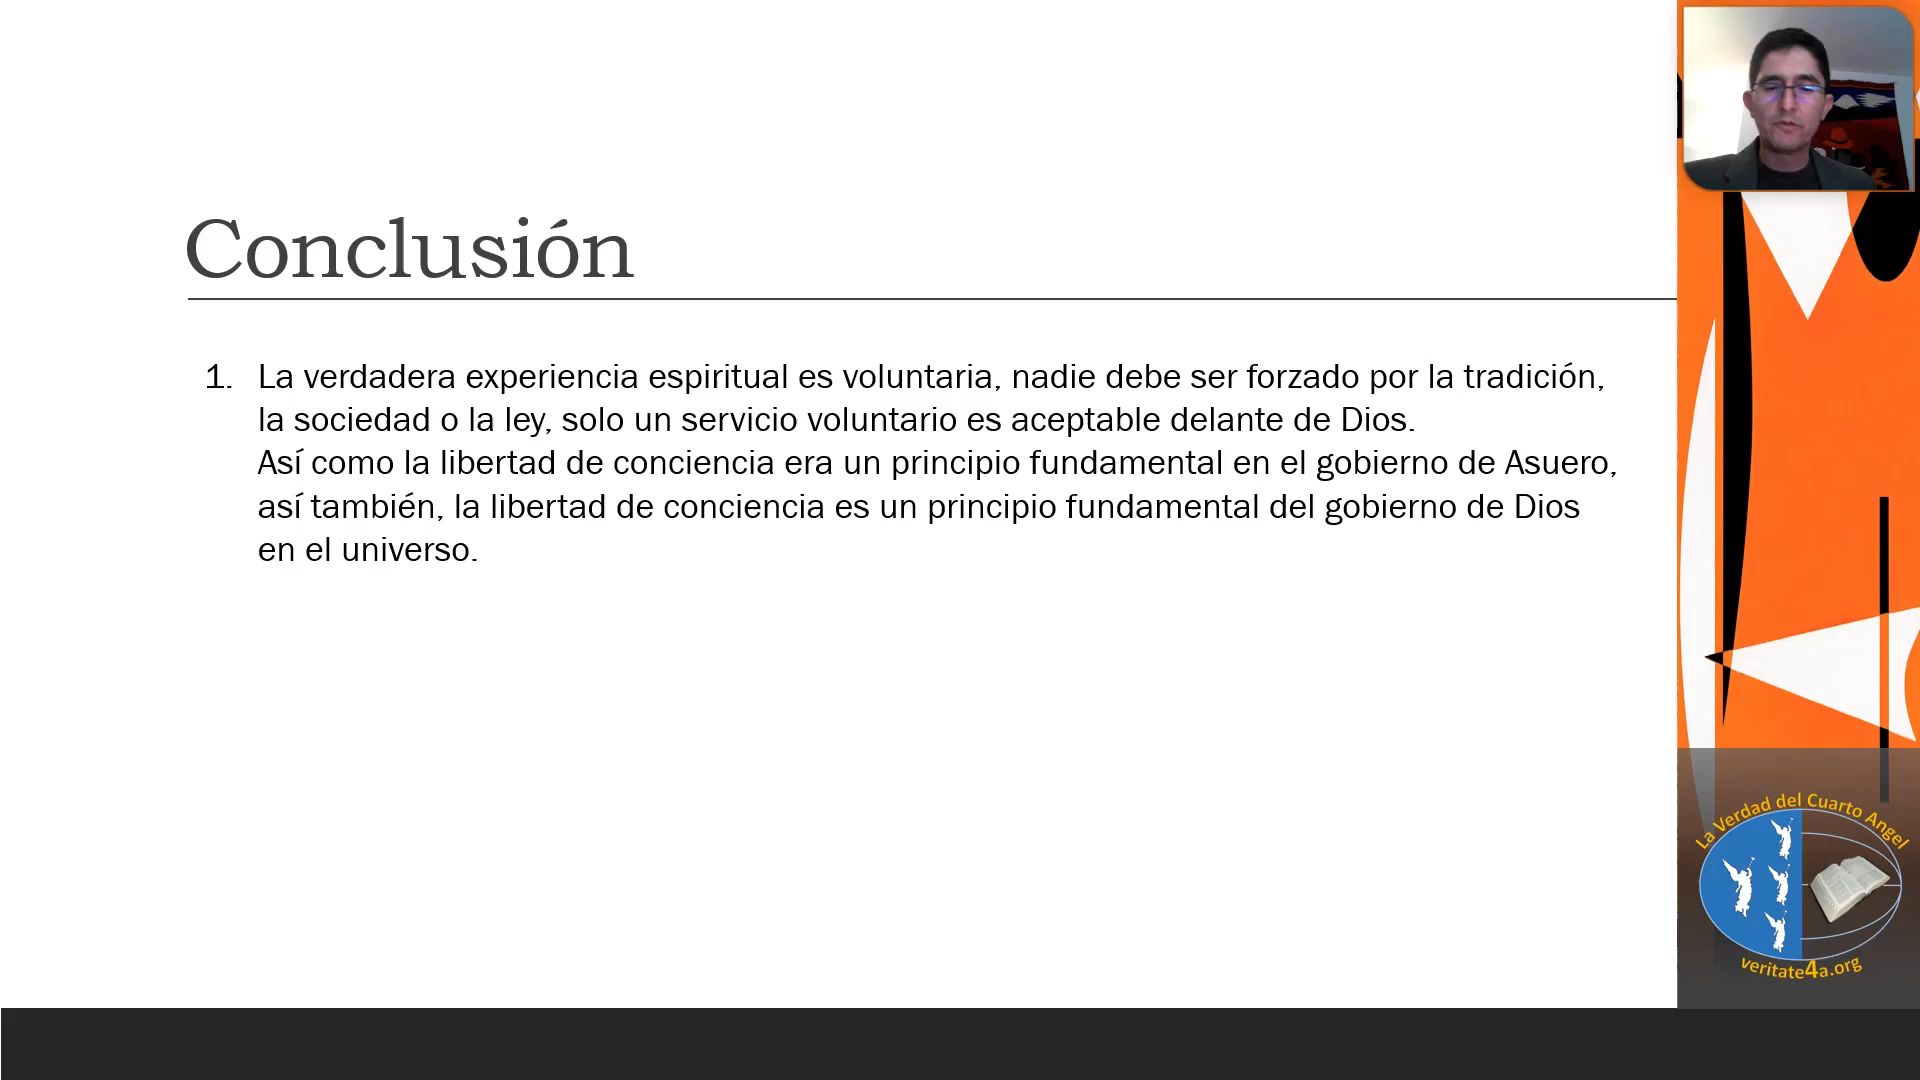 Conclusión
1. La verdadera experiencia espiritual es voluntaria, nadie debe ser forzado por la tradición,
la sociedad o la ley, solo un servicio voluntario es aceptable delante de Dios.
Así como la libertad de conciencia era un principio fundamental en el gobierno de Asuero,
así también, la libertad de conciencia es un principio fundamental del gobierno de Dios
en el universo.
La Verdad del Cuarto Angel
veritate4a.org